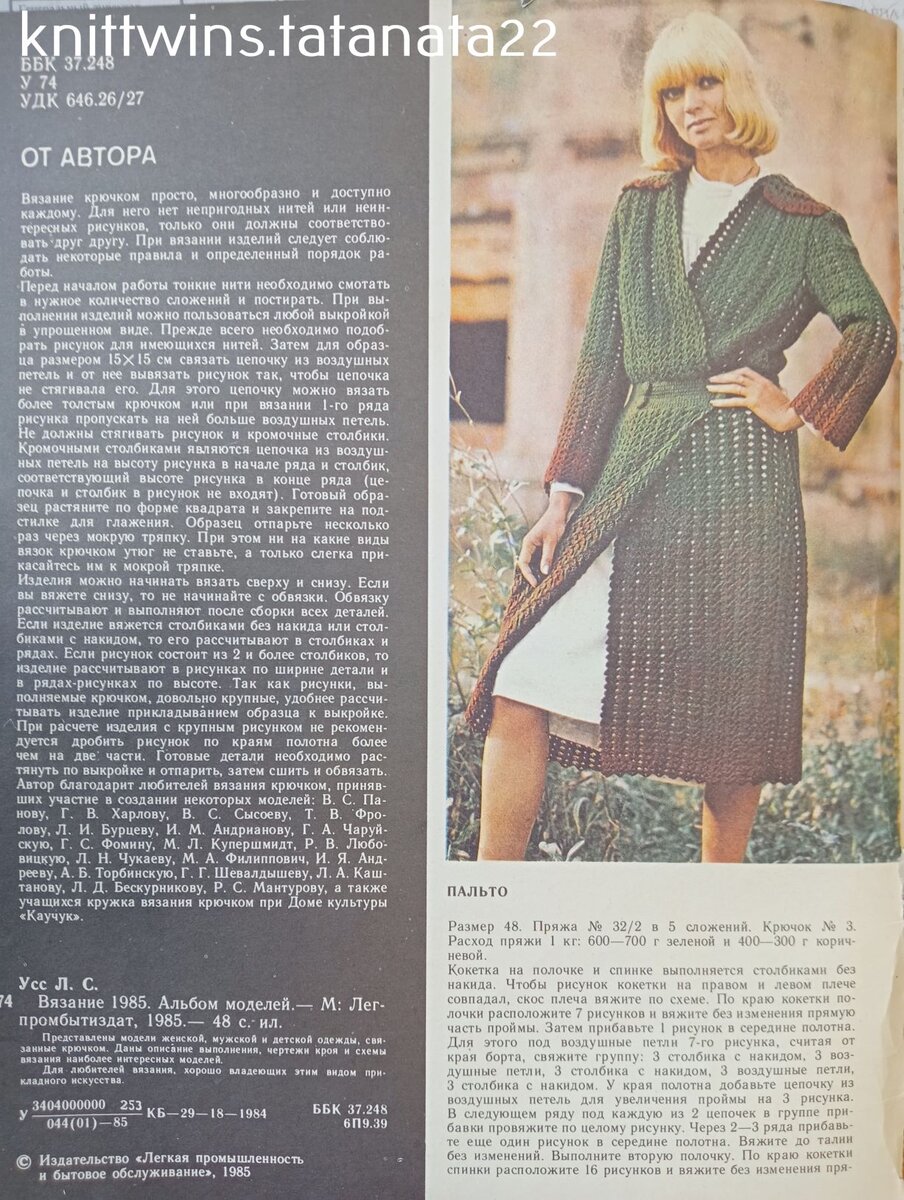 knittwins.tatanata22
ББК 37.248
У 74
УДК 646.26/27
ОТ АВТОРА
Вязание крючком просто, многообразно и доступно
каждому. Для него нет непригодных нитей или неин-
тересных рисунков, только они должны соответство-
вать друг другу. При вязании изделий следует соблю-
дать некоторые правила и определенный порядок ра-
боты.
Перед началом работы тонкие нити необходимо смотать
в нужное количество сложений и постирать. При вы-
полнении изделий можно пользоваться любой выкройкой
в упрощенном виде. Прежде всего необходимо подоб-
рать рисунок для имеющихся нитей. Затем для образ-
ца размером 15×15 см связать цепочку из воздушных
петель и от нее вывязать рисунок так, чтобы цепочка
не стягивала его. Для этого цепочку можно вязать
более толстым крючком или при вязании 1-го ряда
рисунка пропускать на ней больше воздушных петель.
Не должны стягивать рисунок и кромочные столбики.
Кромочными столбиками являются цепочка из воздуш-
ных петель на высоту рисунка в начале ряда и столбик,
соответствующий высоте рисунка в конце ряда (це-
почка и столбик в рисунок не входят). Готовый обра-
зец растяните по форме квадрата и закрепите на под-
стилке для глажения. Образец отпарьте несколько
раз через мокрую тряпку. При этом ни на какие виды
вязок крючком утюг не ставьте, а только слегка при-
касайтесь им к мокрой тряпке.
Изделия можно начинать вязать сверху и снизу. Если
вы вяжете снизу, то не начинайте с обвязки. Обвязку
рассчитывают и выполняют после сборки всех деталей.
Если изделие вяжется столбиками без накида или стол-
биками с накидом, то его рассчитывают в столбиках и
рядах. Если рисунок состоит из 2 и более столбиков, то
изделие рассчитывают в рисунках по ширине детали и
в рядах-рисунках по высоте. Так как рисунки, вы-
полняемые крючком, довольно крупные, удобнее рассчи-
тывать изделие прикладыванием образца к выкройке.
При расчете изделия с крупным рисунком не рекомен-
дуется дробить рисунок по краям полотна более
чем на две части. Готовые детали необходимо рас-
тянуть по выкройке и отпарить, затем сшить и обвязать.
Автор благодарит любителей вязания крючком, приняв-
ших участие в создании некоторых моделей: В. С. Па-
нову, Г. В. Харлову, В. С. Сысоеву, Т. В. Фро-
лову, Л. И. Бурцеву, И. М. Андрианову, Г. А. Чаруй-
скую, Г. С. Фомину, М. Л. Купершмидт, Р. В. Любо-
вицкую, Л. Н. Чукаеву, М. А. Филиппович, И. Я. Анд-
рееву, А. Б. Торбинскую, Г. Г. Шевалдышеву, Л. А. Каш-
танову, Л. Д. Бескурникову, Р. С. Мантурову, а также
учащихся кружка вязания крючком при Доме культуры
«Каучук».
Усс Л. С.
74 Вязание 1985. Альбом моделей.— М: Лег-
промбытиздат, 1985.— 48 с. ил.
Представлены модели женской, мужской и детской одежды, свя-
занные крючком. Даны описание выполнения, чертежи кроя и схемы
вязания наиболее интересных моделей.
Для любителей вязания, хорошо владеющих этим видом при-
кладного искусства.
У 3404000000 253 КБ—29—18—1984 ББК 37.248
044(01)—85 6П9.39
© Издательство «Легкая промышленность
и бытовое обслуживание», 1985
ПАЛЬТО
Размер 48. Пряжа № 32/2 в 5 сложений. Крючок № 3.
Расход пряжи 1 кг: 600—700 г зеленой и 400—300 г корич-
невой.
Кокетка на полочке и спинке выполняется столбиками без
накида. Чтобы рисунок кокетки на правом и левом плече
совпадал, скос плеча вяжите по схеме. По краю кокетки по-
лочки расположите 7 рисунков и вяжите без изменения прямую
часть проймы. Затем прибавьте 1 рисунок в середине полотна.
Для этого под воздушные петли 7-го рисунка, считая от
края борта, свяжите группу: 3 столбика с накидом, 3 воз-
душные петли, 3 столбика с накидом, 3 воздушные петли,
3 столбика с накидом. У края полотна добавьте цепочку из
воздушных петель для увеличения проймы на 3 рисунка.
В следующем ряду под каждую из 2 цепочек в группе при-
бавки провяжите по целому рисунку. Через 2—3 ряда прибавь-
те еще один рисунок в середине полотна. Вяжите до талии
без изменений. Выполните вторую полочку. По краю кокетки
спинки расположите 16 рисунков и вяжите без изменения пря-